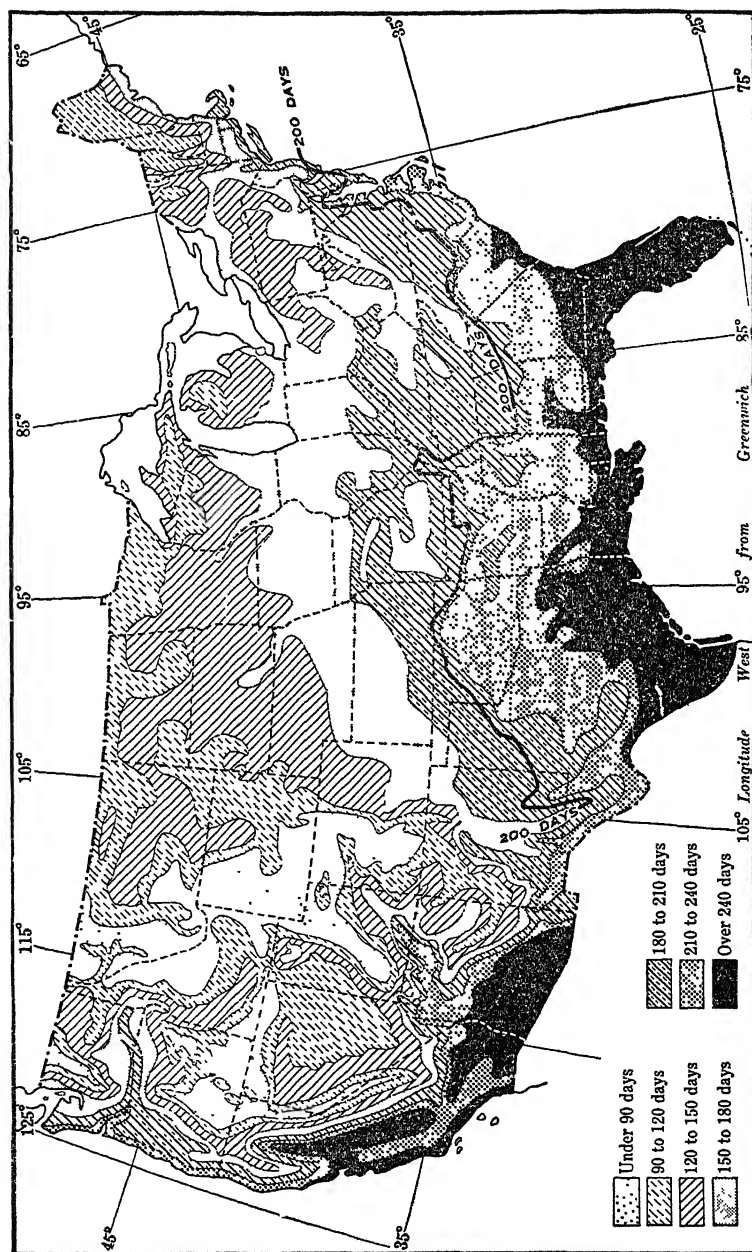 125°
115°
105°
95°
85°
75°
65°
45°
45°
35°
200 DAYS
35°
25°
75°
200 DAYS
200 DAYS
105°
Longitude
West
95°
from
Greenwich
85°
Under 90 days
90 to 120 days
120 to 150 days
150 to 180 days
180 to 210 days
210 to 240 days
Over 240 days